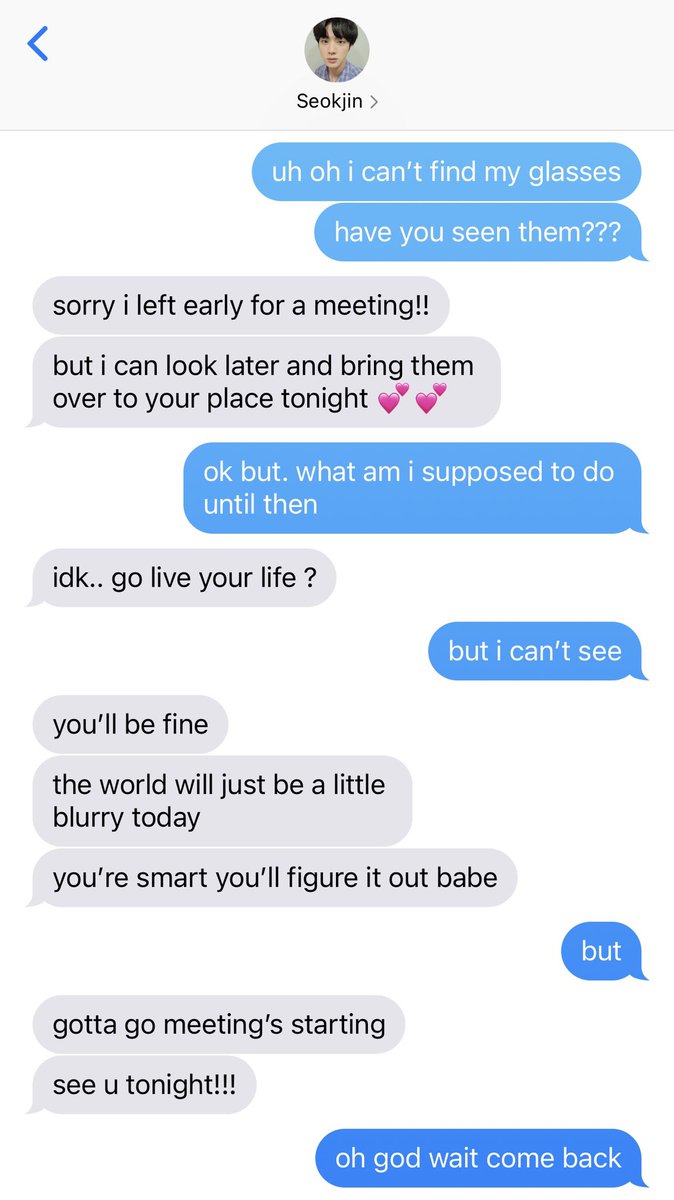 Seokjin
uh oh i can’t find my glasses
have you seen them???
sorry i left early for a meeting!!
but i can look later and bring them
over to your place tonight 💕 💕
ok but. what am i supposed to do
until then
idk.. go live your life ?
but i can’t see
you’ll be fine
the world will just be a little
blurry today
you’re smart you’ll figure it out babe
but
gotta go meeting’s starting
see u tonight!!!
oh god wait come back